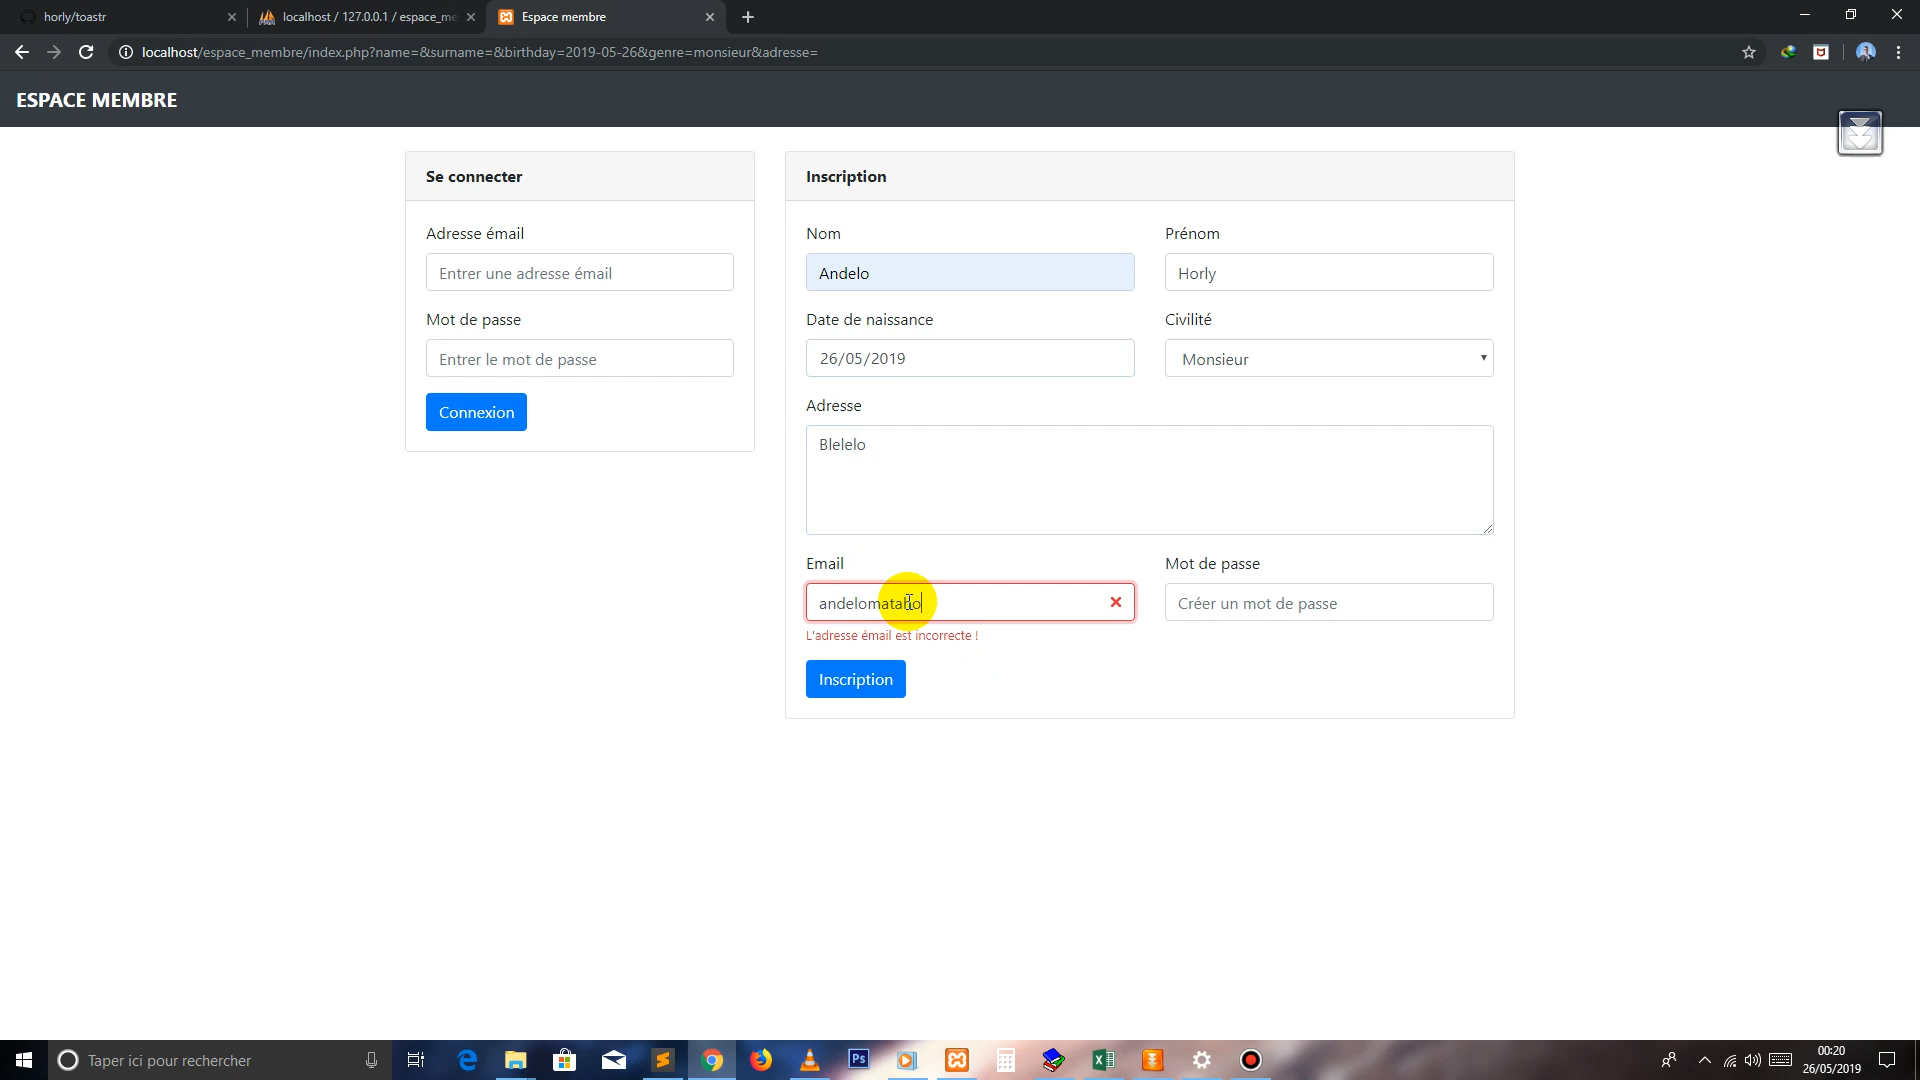 horly/toastr
localhost / 127.0.0.1 / espace_me
Espace membre
localhost/espace_membre/index.php?name=&surname=&birthday=2019-05-26&genre=monsieur&adresse=
ESPACE MEMBRE
Se connecter
Adresse émail
Entrer une adresse émail
Mot de passe
Entrer le mot de passe
Connexion
Inscription
Nom
Prénom
Andelo
Horly
Date de naissance
Civilité
26/05/2019
Monsieur
Adresse
Blelelo
Email
Mot de passe
Créer un mot de passe
L'adresse émail est incorrecte !
Inscription
Taper ici pour rechercher
Ps
00:20
26/05/2019